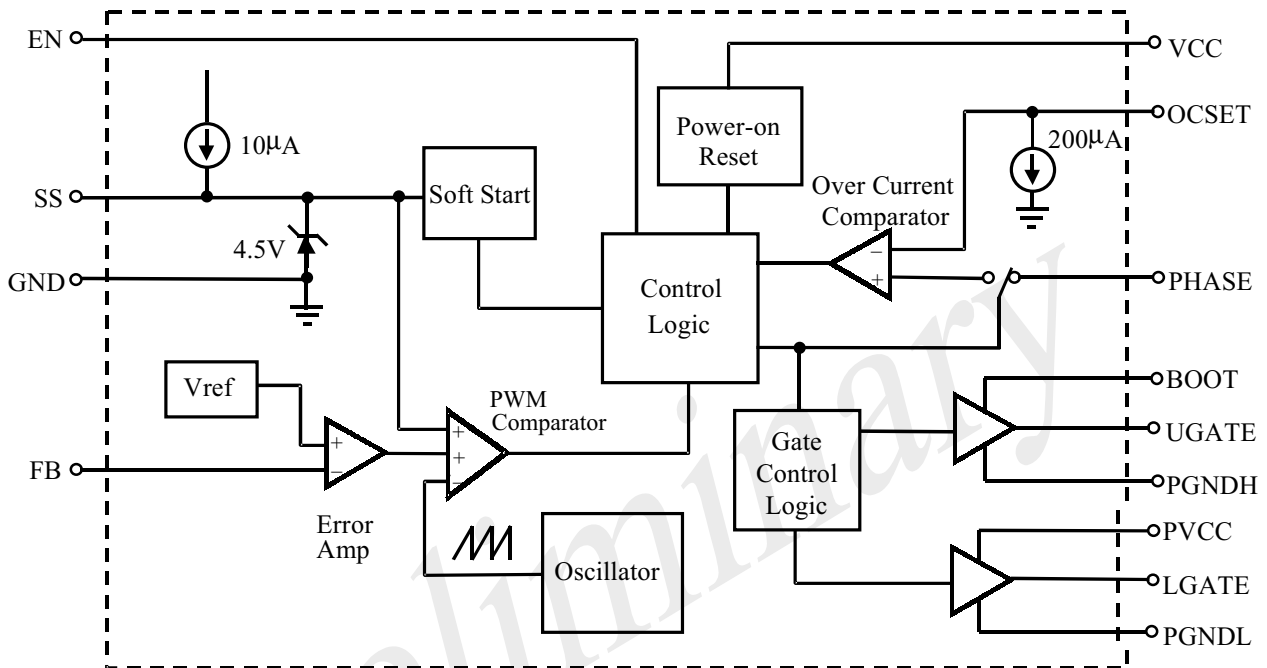 EN
VCC
OCSET
10μA
Power-on
Reset
200μA
Over Current
Comparator
SS
Soft Start
4.5V
GND
Control
Logic
−
+
PHASE
Vref
PWM
Comparator
BOOT
+
−
+
+
−
Gate
Control
Logic
UGATE
FB
PGNDH
Error
Amp
Oscillator
PVCC
LGATE
PGNDL
eliminary